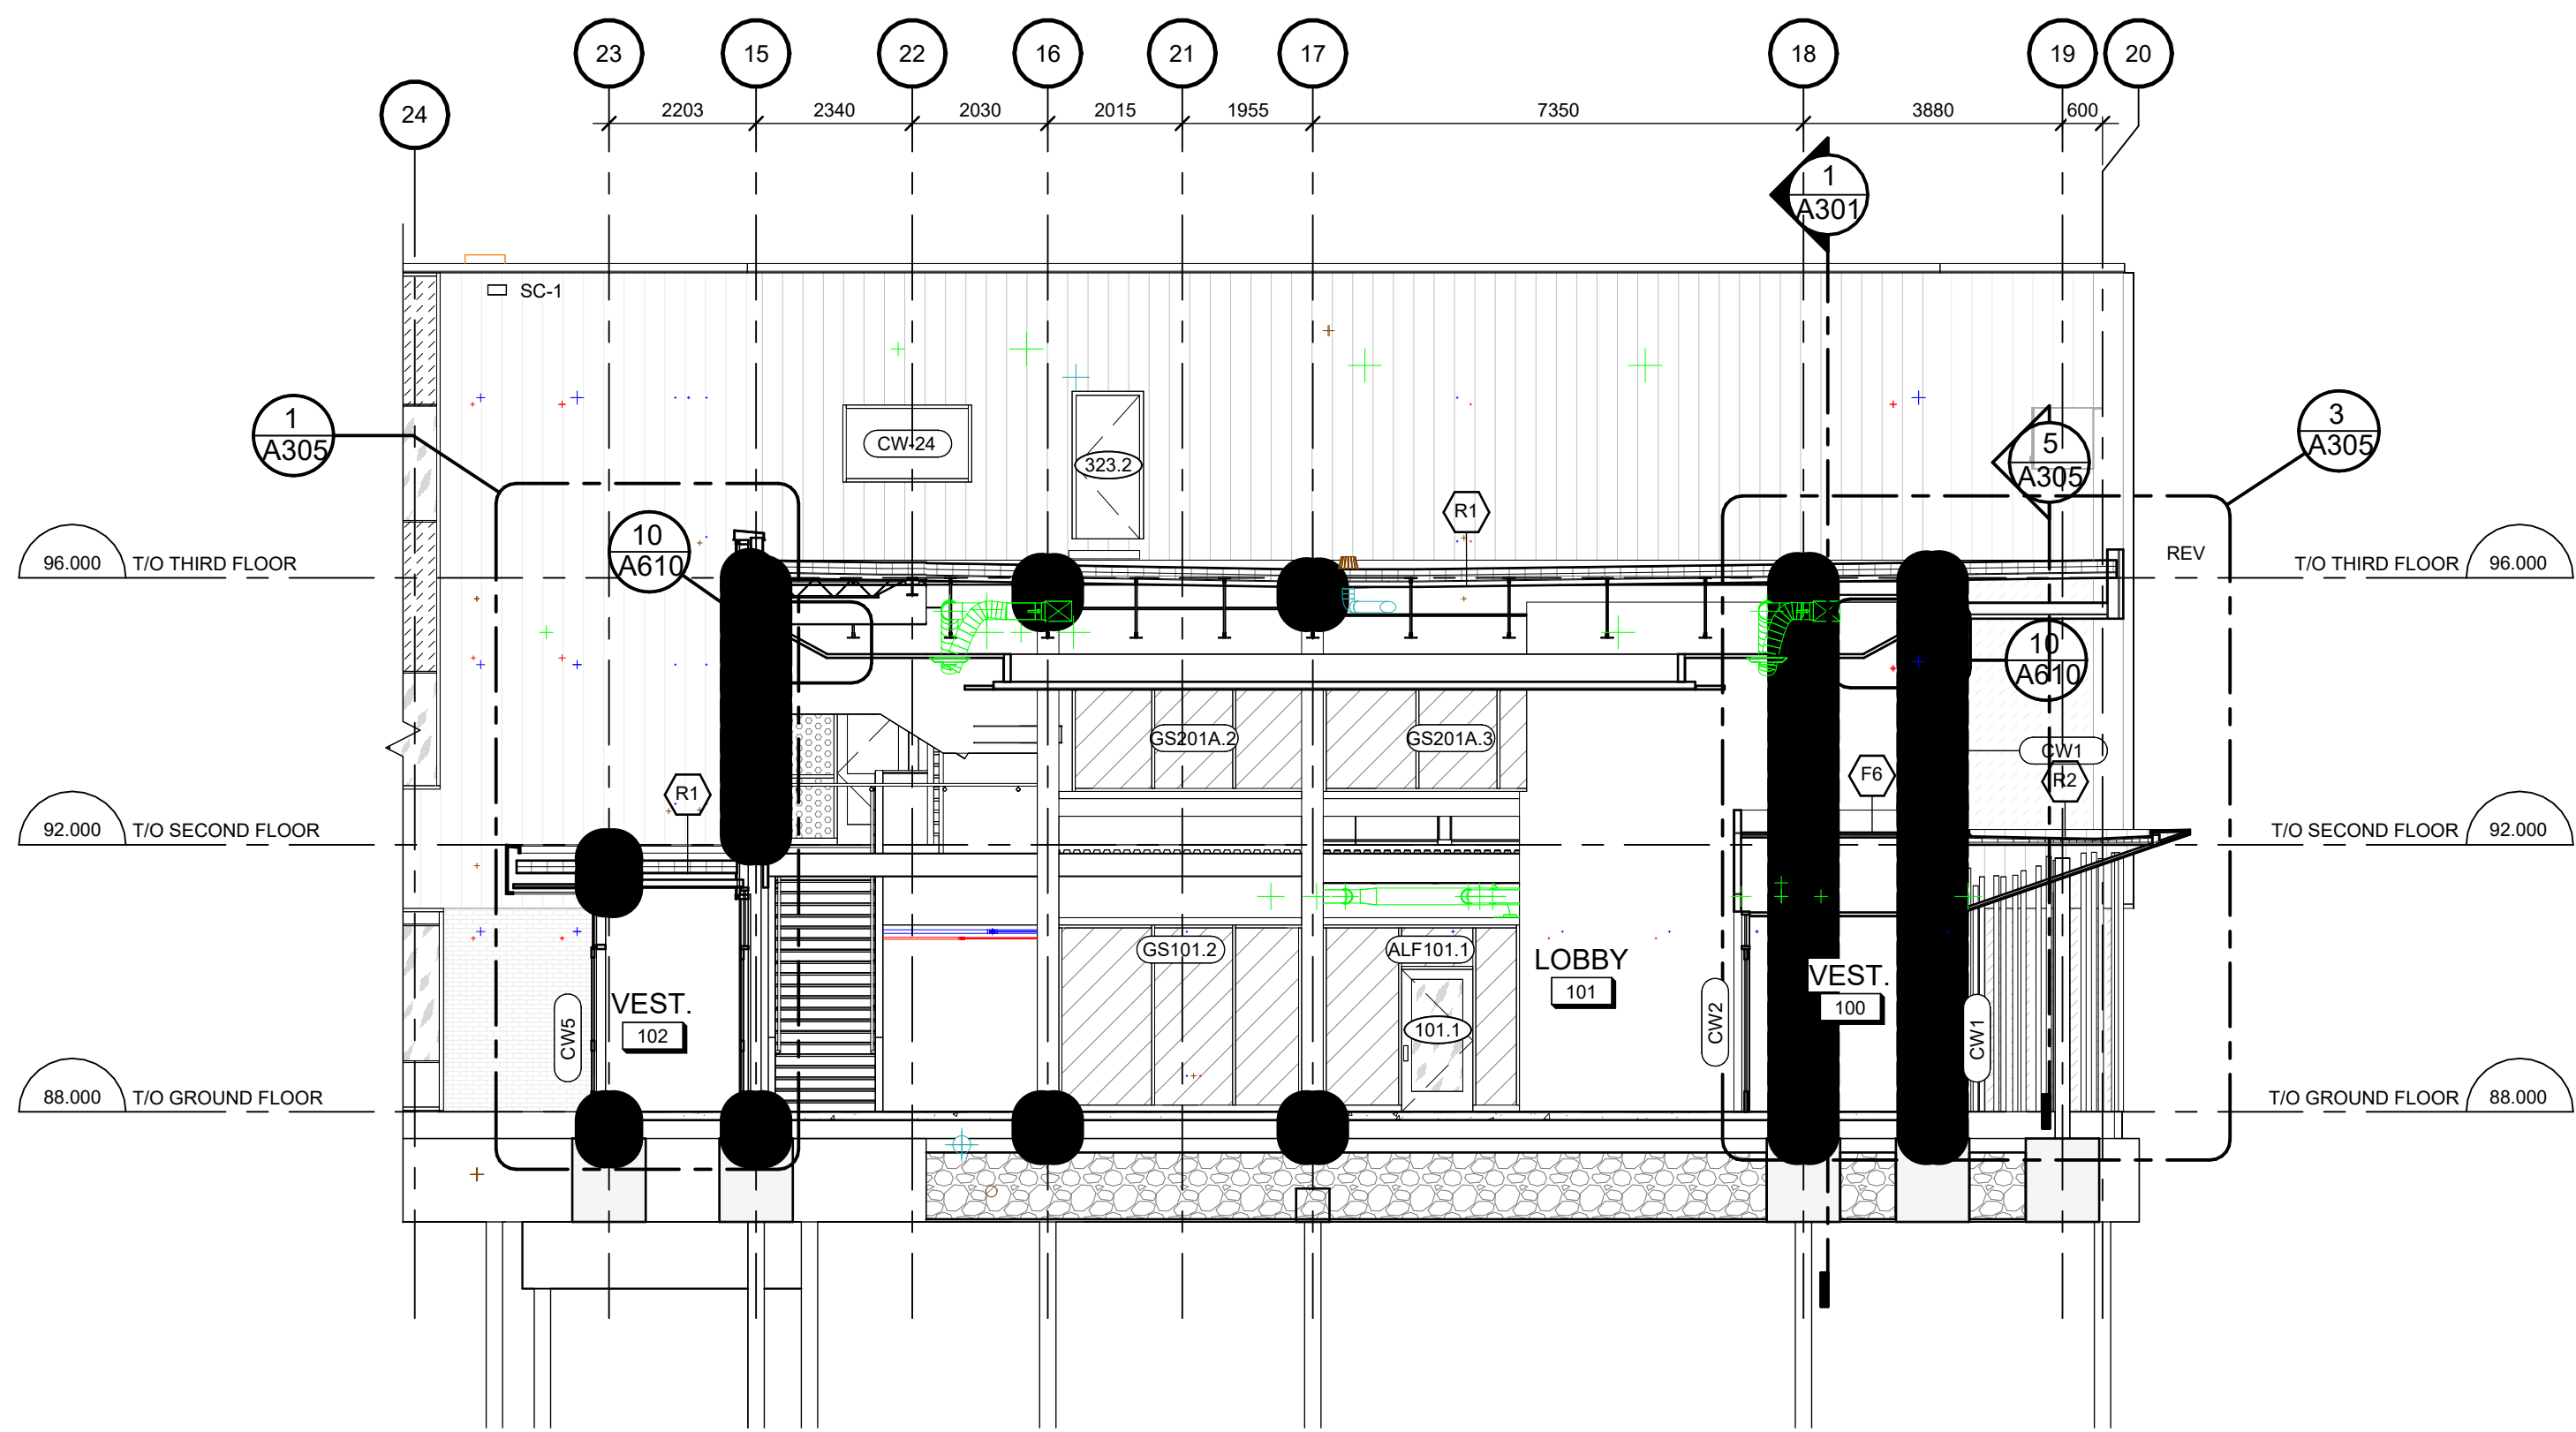 23
15
22
16
21
17
18
19
20
24
2203
2340
2030
2015
1955
7350
3880
600
1
A301
SC-1
1
A305
CW-24
323.2
R1
5
A305
3
A305
10
A610
96.000
T/O THIRD FLOOR
REV
T/O THIRD FLOOR
96.000
10
A610
GS201A.2
GS201A.3
CW1
R1
F6
R2
92.000
T/O SECOND FLOOR
T/O SECOND FLOOR
92.000
GS101.2
ALF101.1
LOBBY
101
VEST.
100
VEST.
102
CW5
101.1
CW2
CW1
88.000
T/O GROUND FLOOR
T/O GROUND FLOOR
88.000